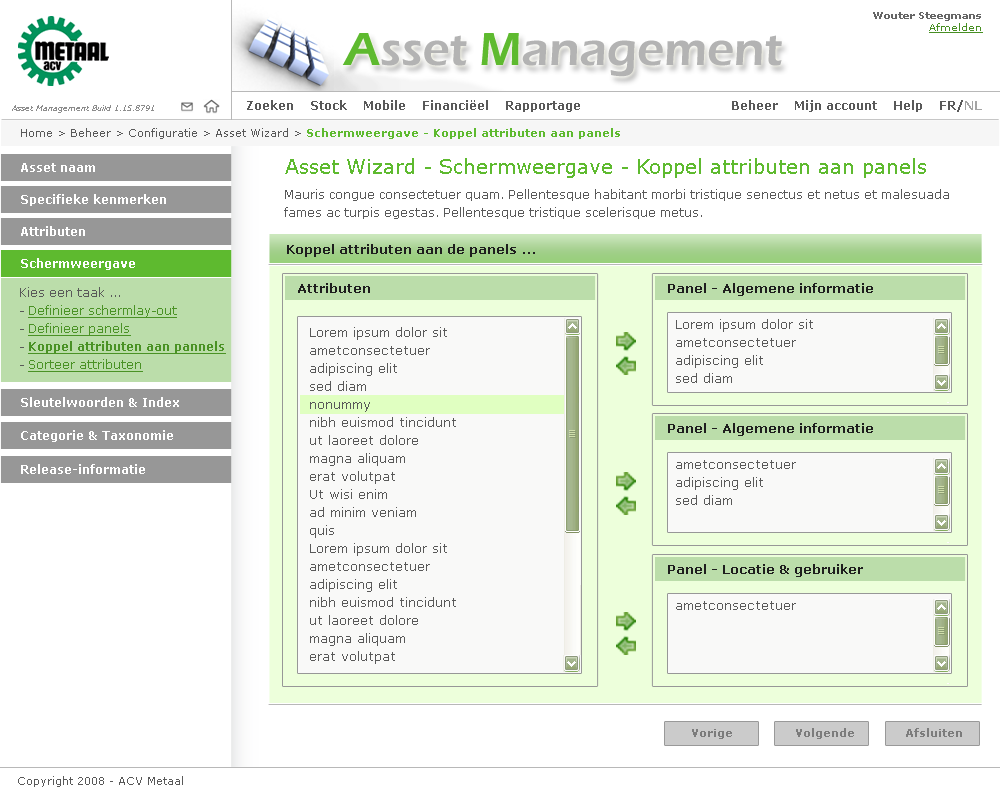 METAAL
acv
Asset Management
Wouter Steegmans
Afmelden
Asset Management Build 1.15.8791
Zoeken Stock Mobile Financiëel Rapportage Beheer Mijn account Help FR/NL
Home > Beheer > Configuratie > Asset Wizard > Schermweergave - Koppel attributen aan panels
Asset naam
Specifieke kenmerken
Attributen
Schermweergave
Kies een taak ...
- Definieer schermlay-out
- Definieer panels
- Koppel attributen aan pannels
- Sorteer attributen
Sleutelwoorden & Index
Categorie & Taxonomie
Release-informatie
Asset Wizard - Schermweergave - Koppel attributen aan panels
Mauris congue consectetuer quam. Pellentesque habitant morbi tristique senectus et netus et malesuada
fames ac turpis egestas. Pellentesque tristique scelerisque metus.
Koppel attributen aan de panels ...
Attributen
Lorem ipsum dolor sit
ametconsectetuer
adipiscing elit
sed diam
nonummy
nibh euismod tincidunt
ut laoreet dolore
magna aliquam
erat volutpat
Ut wisi enim
ad minim veniam
quis
Lorem ipsum dolor sit
ametconsectetuer
adipiscing elit
nibh euismod tincidunt
ut laoreet dolore
magna aliquam
erat volutpat
Panel - Algemene informatie
Lorem ipsum dolor sit
ametconsectetuer
adipiscing elit
sed diam
Panel - Algemene informatie
ametconsectetuer
adipiscing elit
sed diam
Panel - Locatie & gebruiker
ametconsectetuer
Vorige
Volgende
Afsluiten
Copyright 2008 - ACV Metaal